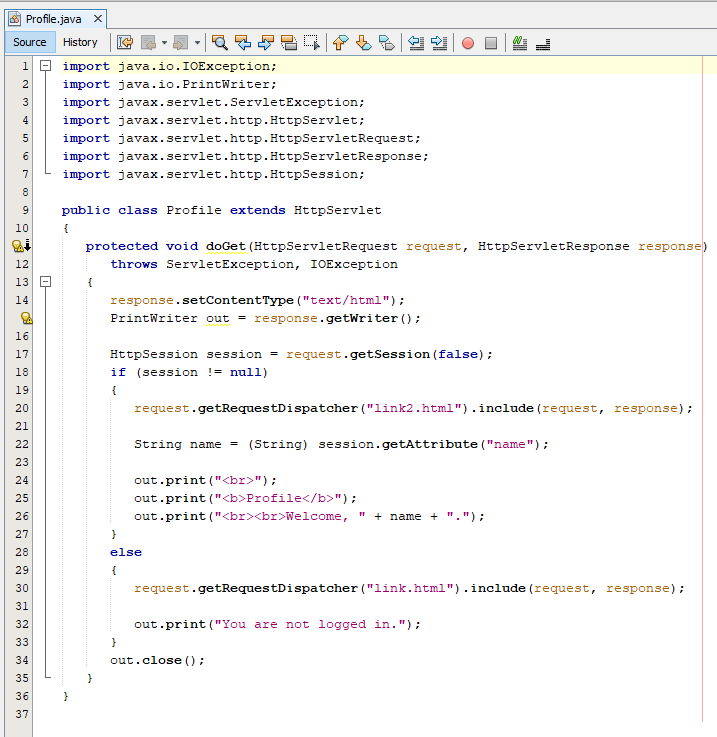 Profile.java
Source History
1 import java.io.IOException;
2 import java.io.PrintWriter;
3 import javax.servlet.ServletException;
4 import javax.servlet.http.HttpServlet;
5 import javax.servlet.http.HttpServletRequest;
6 import javax.servlet.http.HttpServletResponse;
7 import javax.servlet.http.HttpSession;
8
9 public class Profile extends HttpServlet
10 {
protected void doGet(HttpServletRequest request, HttpServletResponse response)
12 throws ServletException, IOException
13 {
14 response.setContentType("text/html");
PrintWriter out = response.getWriter();
16
17 HttpSession session = request.getSession(false);
18 if (session != null)
19 {
20 request.getRequestDispatcher("link2.html").include(request, response);
21
22 String name = (String) session.getAttribute("name");
23
24 out.print("<br>");
25 out.print("<b>Profile</b>");
26 out.print("<br><br>Welcome, " + name + ".");
27 }
28 else
29 {
30 request.getRequestDispatcher("link.html").include(request, response);
31
32 out.print("You are not logged in.");
33 }
34 out.close();
35 }
36 }
37